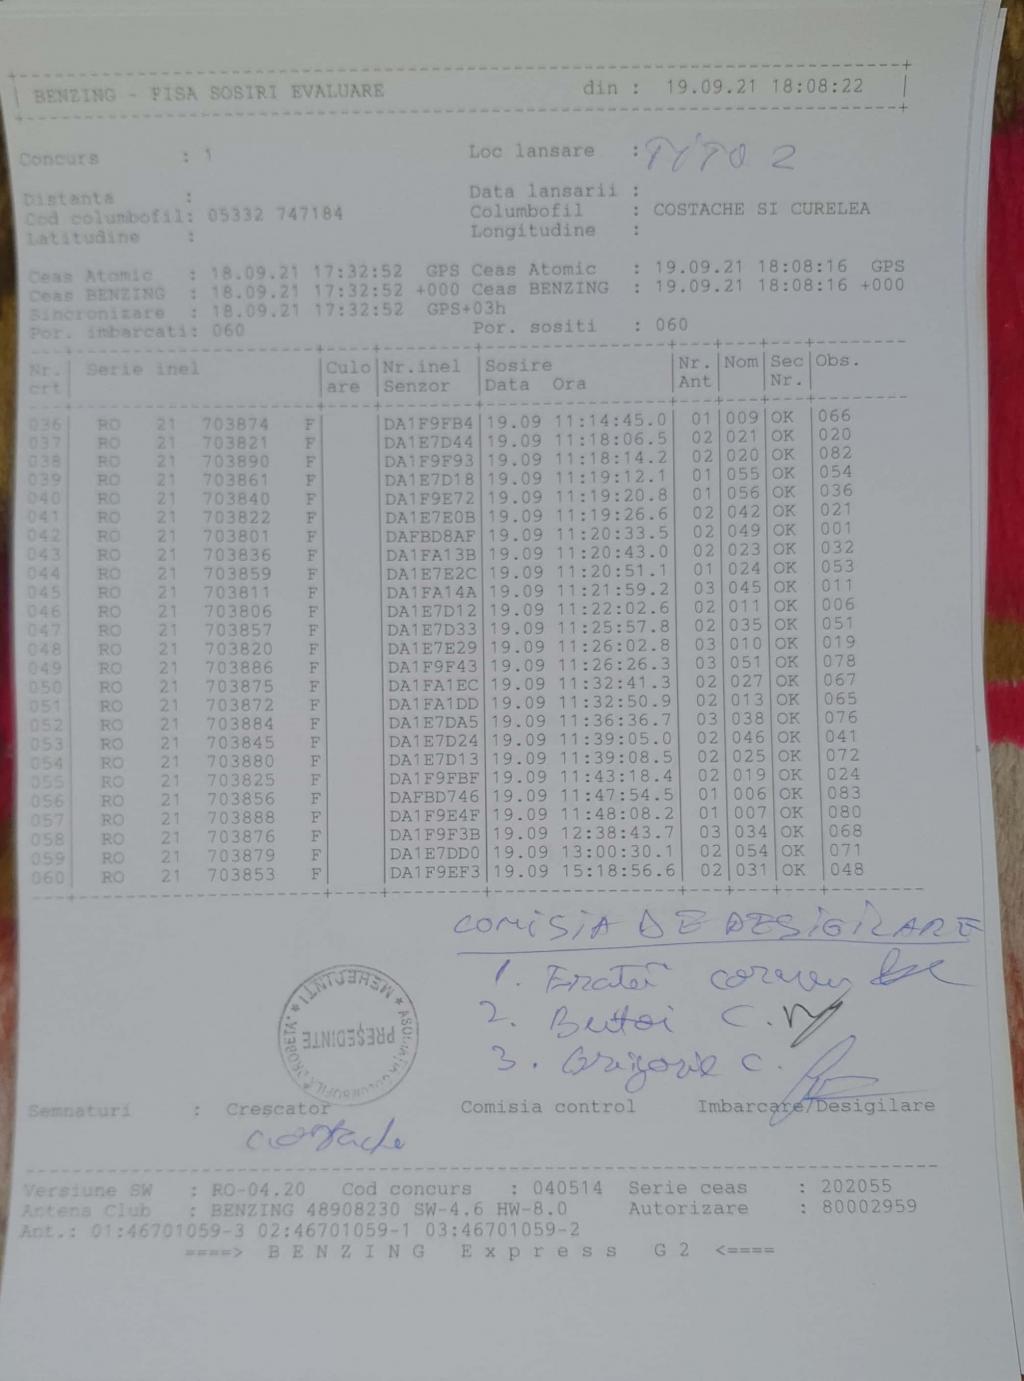 BENZING - FISA SOSIRI EVALUARE din : 19.09.21 18:08:22
Concurs : 1 Loc lansare : TITO 2
Distanta : Data lansarii :
Cod columbofil: 05332 747184 Columbofil : COSTACHE SI CURELEA
Latitudine : Longitudine :
Ceas Atomic : 18.09.21 17:32:52 GPS Ceas Atomic : 19.09.21 18:08:16 GPS
Ceas BENZING : 18.09.21 17:32:52 +000 Ceas BENZING : 19.09.21 18:08:16 +000
Sincronizare : 18.09.21 17:32:52 GPS+03h
Por. imbarcati: 060 Por. sositi : 060
Nr. Serie inel Culo Nr.inel Sosire Nr. Nom Sec Obs.
crt are Senzor Data Ora Ant Nr.
036 RO 21 703874 F DA1F9FB4 19.09 11:14:45.0 01 009 OK 066
037 RO 21 703821 F DA1E7D44 19.09 11:18:06.5 02 021 OK 020
038 RO 21 703890 F DA1F9F93 19.09 11:18:14.2 02 020 OK 082
039 RO 21 703861 F DA1E7D18 19.09 11:19:12.1 01 055 OK 054
040 RO 21 703840 F DA1F9E72 19.09 11:19:20.8 01 056 OK 036
041 RO 21 703822 F DA1E7E0B 19.09 11:19:26.6 02 042 OK 021
042 RO 21 703801 F DAFBD8AF 19.09 11:20:33.5 02 049 OK 001
043 RO 21 703836 F DA1FA13B 19.09 11:20:43.0 02 023 OK 032
044 RO 21 703859 F DA1E7E2C 19.09 11:20:51.1 01 024 OK 053
045 RO 21 703811 F DA1FA14A 19.09 11:21:59.2 03 045 OK 011
046 RO 21 703806 F DA1E7D12 19.09 11:22:02.6 02 011 OK 006
047 RO 21 703857 F DA1E7D33 19.09 11:25:57.8 02 035 OK 051
048 RO 21 703820 F DA1E7E29 19.09 11:26:02.8 03 010 OK 019
049 RO 21 703886 F DA1F9F43 19.09 11:26:26.3 03 051 OK 078
050 RO 21 703875 F DA1FA1EC 19.09 11:32:41.3 02 027 OK 067
051 RO 21 703872 F DA1FA1DD 19.09 11:32:50.9 02 013 OK 065
052 RO 21 703884 F DA1E7DA5 19.09 11:36:36.7 03 038 OK 076
053 RO 21 703845 F DA1E7D24 19.09 11:39:05.0 02 046 OK 041
054 RO 21 703880 F DA1E7D13 19.09 11:39:08.5 02 025 OK 072
055 RO 21 703825 F DA1F9FBF 19.09 11:43:18.4 02 019 OK 024
056 RO 21 703856 F DAFBD746 19.09 11:47:54.5 01 006 OK 083
057 RO 21 703888 F DA1F9E4F 19.09 11:48:08.2 01 007 OK 080
058 RO 21 703876 F DA1F9F3B 19.09 12:38:43.7 03 034 OK 068
059 RO 21 703879 F DA1E7DD0 19.09 13:00:30.1 02 054 OK 071
060 RO 21 703853 F DA1F9EF3 19.09 15:18:56.6 02 031 OK 048
COMISIA DE DESIGILARE
1.
2. C.
3. Grigorie C.
PREȘEDINTE
MEHEDINTI
Semnaturi : Crescator Comisia control Imbarcare/Desigilare
Costache
Versiune SW : RO-04.20 Cod concurs : 040514 Serie ceas : 202055
Antena Club : BENZING 48908230 SW-4.6 HW-8.0 Autorizare : 80002959
Ant.: 01:46701059-3 02:46701059-1 03:46701059-2
====> B E N Z I N G E x p r e s s G 2 <====